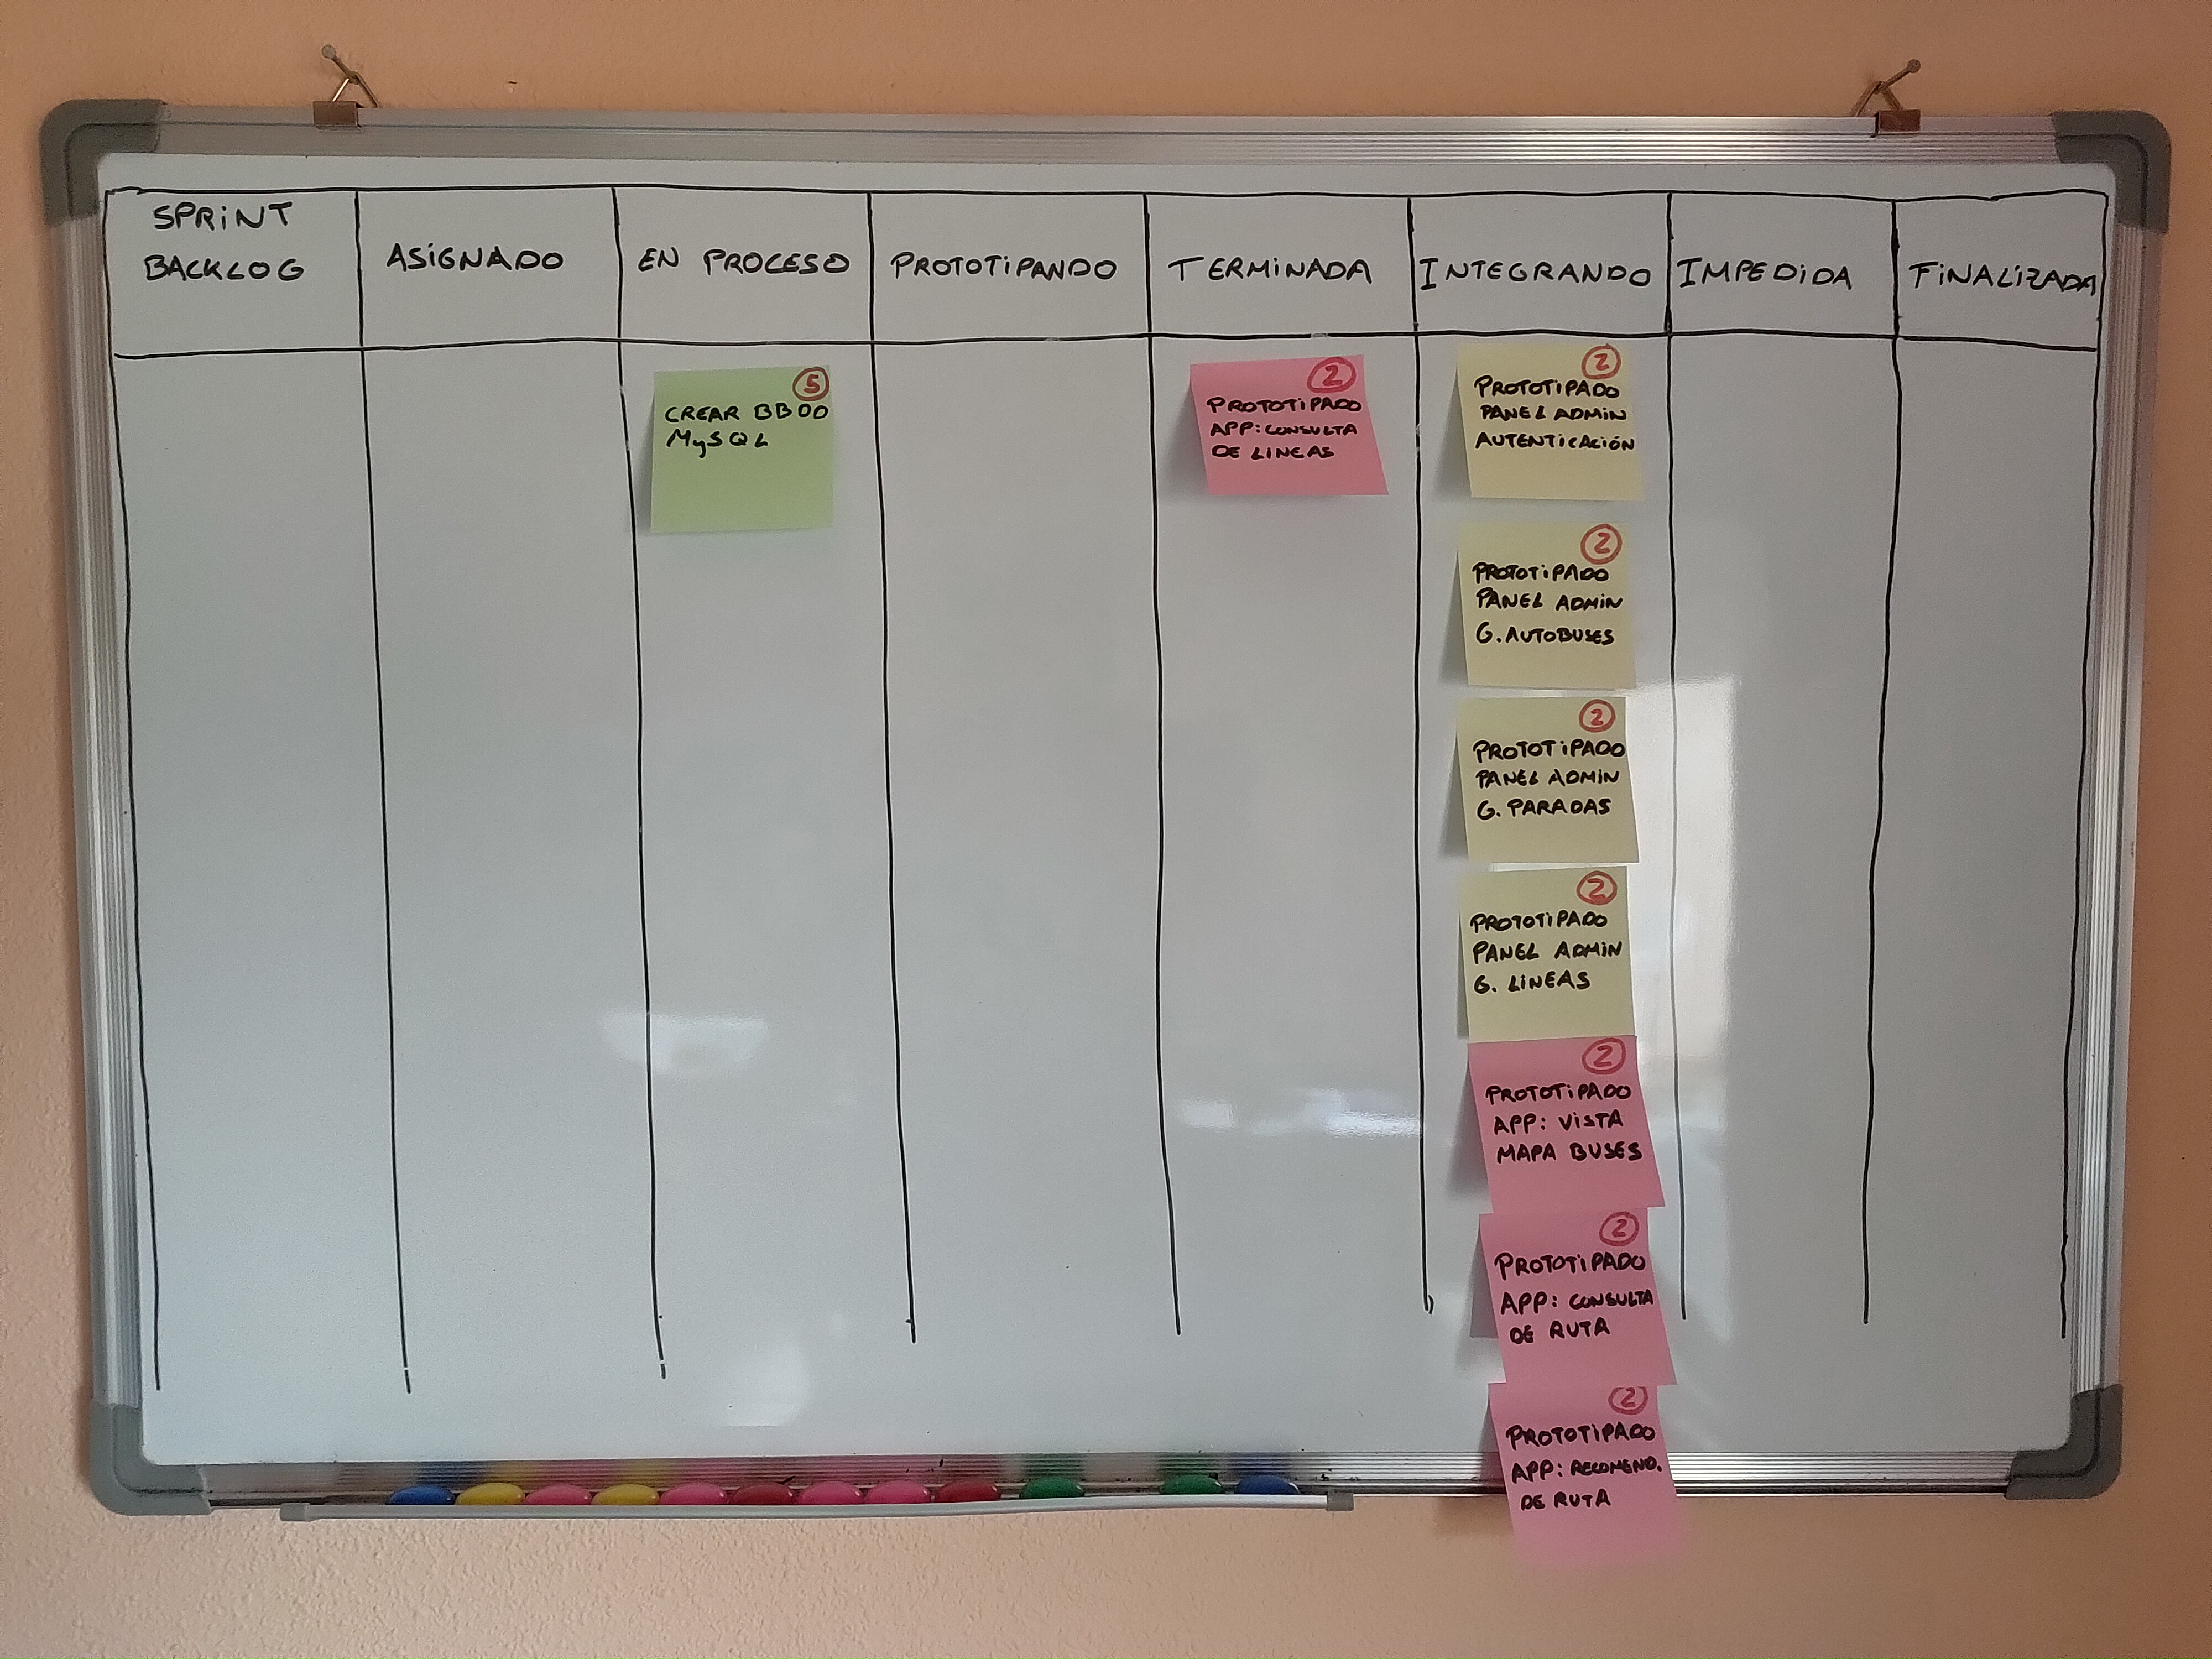 SPRINT
BACKLOG
ASIGNADO
EN PROCESO
PROTOTIPANDO
TERMINADA
INTEGRANDO
IMPEDIDA
FINALIZADA
5
CREAR BBDD
MySQL
2
PROTOTIPADO
APP: CONSULTA
DE LINEAS
2
PROTOTIPADO
PANEL ADMIN
AUTENTICACIÓN
2
PROTOTIPADO
PANEL ADMIN
G. AUTOBUSES
2
PROTOTIPADO
PANEL ADMIN
G. PARADAS
2
PROTOTIPADO
PANEL ADMIN
G. LINEAS
2
PROTOTIPADO
APP: VISTA
MAPA BUSES
2
PROTOTIPADO
APP: CONSULTA
DE RUTA
2
PROTOTIPADO
APP: RECOMEND.
DE RUTA